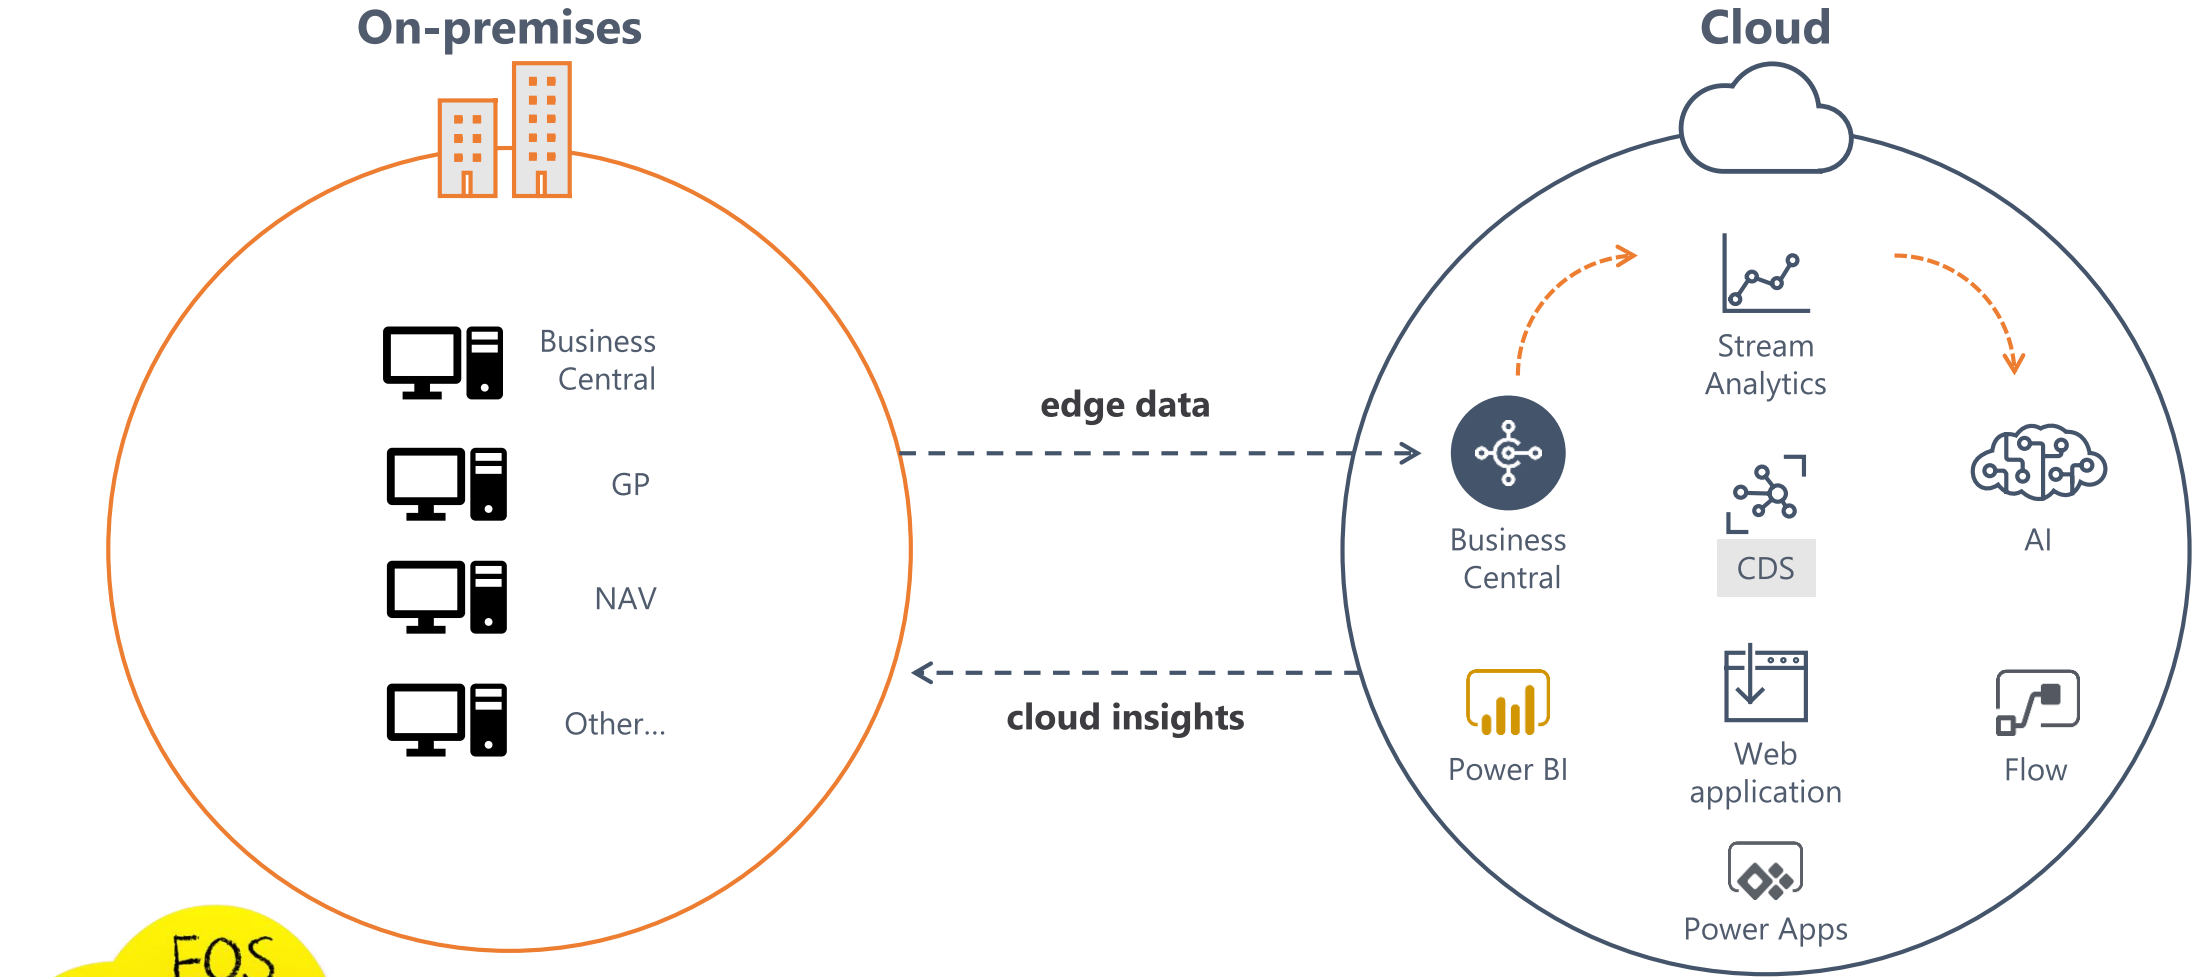 On-premises
Business
Central
GP
NAV
Other...
edge data
cloud insights
Cloud
Stream
Analytics
Business
Central
CDS
AI
Power BI
Web
application
Flow
Power Apps
EOS